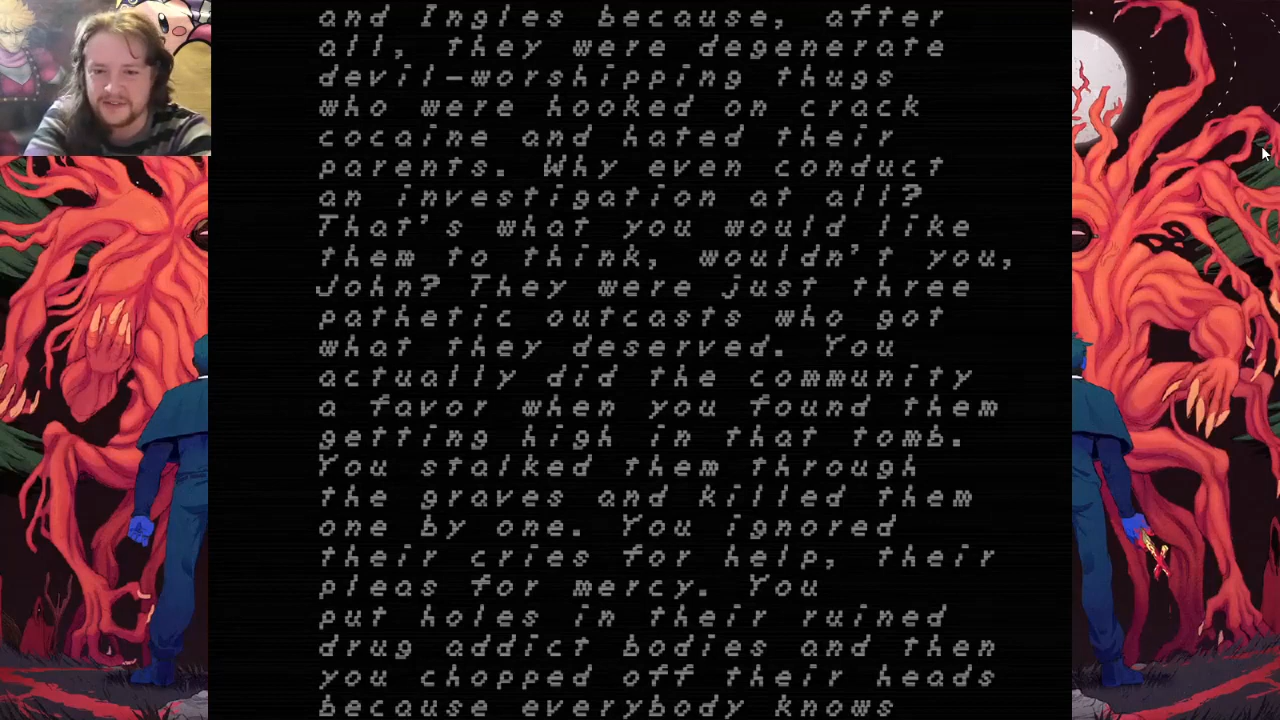 and Ingles because, after
all, they were degenerate
devil-worshipping thugs
who were hooked on crack
cocaine and hated their
parents. Why even conduct
an investigation at all?
That's what you would like
them to think, wouldn't you,
John? They were just three
pathetic outcasts who got
what they deserved. You
actually did the community
a favor when you found them
getting high in that tomb.
You stalked them through
the graves and killed them
one by one. You ignored
their cries for help, their
pleas for mercy. You
put holes in their ruined
drug addict bodies and then
you chopped off their heads
because everybody knows